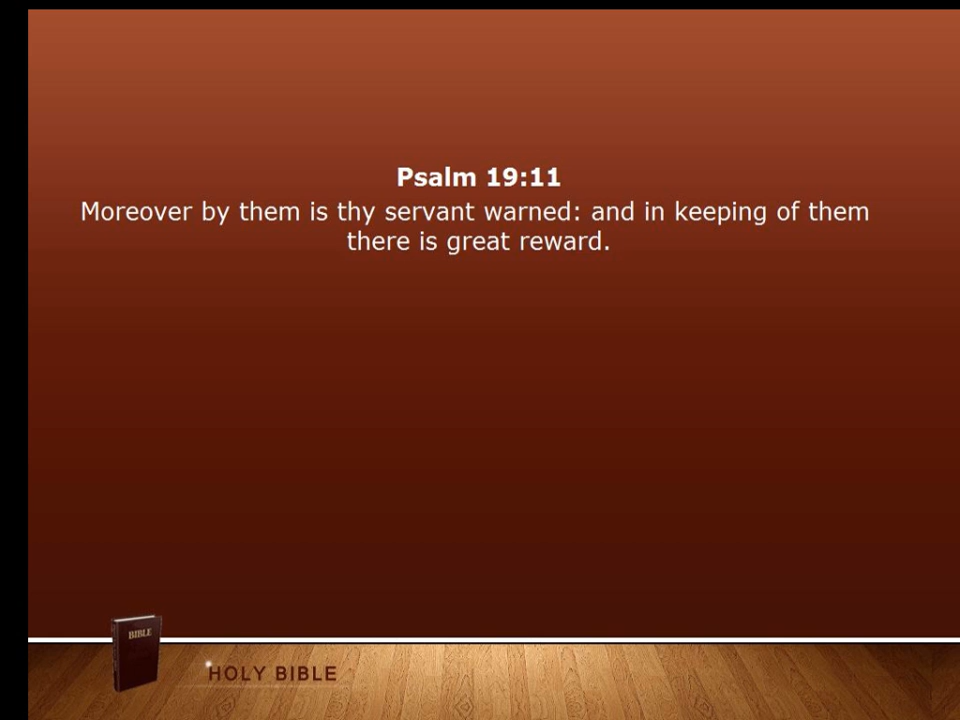 Psalm 19:11
Moreover by them is thy servant warned: and in keeping of them
there is great reward.
BIBLE
HOLY BIBLE